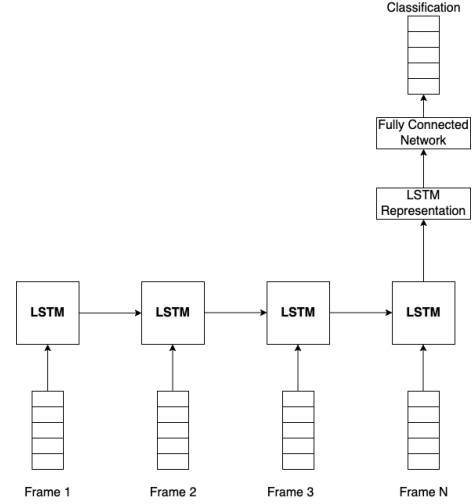 Classification
Fully Connected
Network
LSTM
Representation
LSTM
LSTM
LSTM
LSTM
Frame 1
Frame 2
Frame 3
Frame N